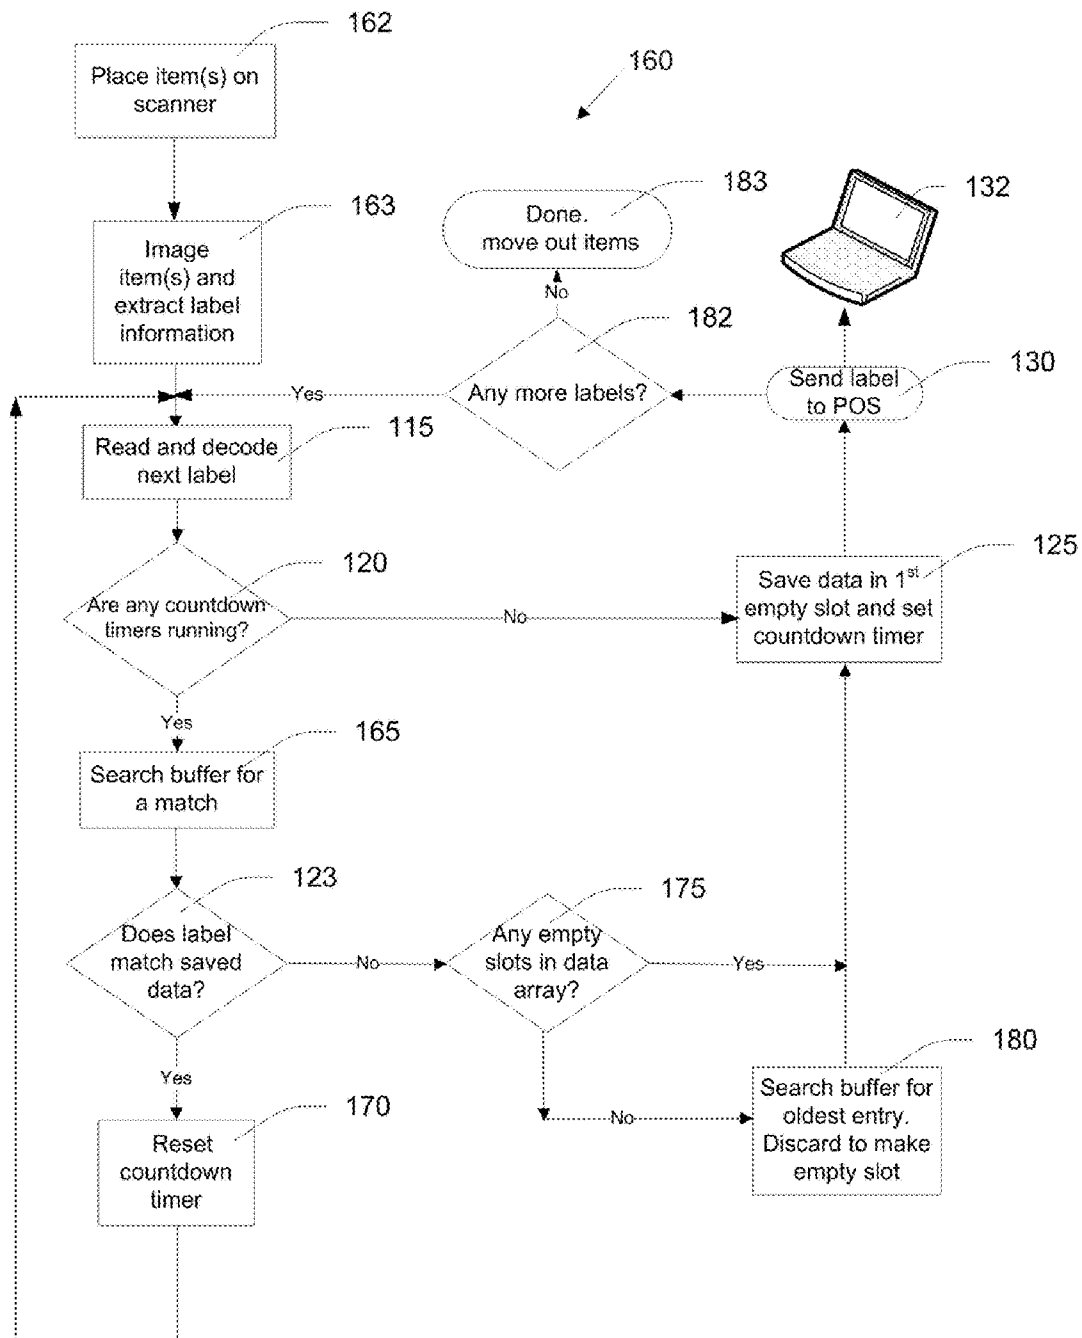 162
Place item(s) on
scanner
160
163
Image
item(s) and
extract label
information
183
Done.
move out items
132
No
182
Any more labels?
Yes
130
Send label
to POS
115
Read and decode
next label
120
Are any countdown
timers running?
No
125
Save data in 1st
empty slot and set
countdown timer
Yes
165
Search buffer for
a match
123
Does label
match saved
data?
No
175
Any empty
slots in data
array?
Yes
Yes
170
Reset
countdown
timer
No
180
Search buffer for
oldest entry.
Discard to make
empty slot